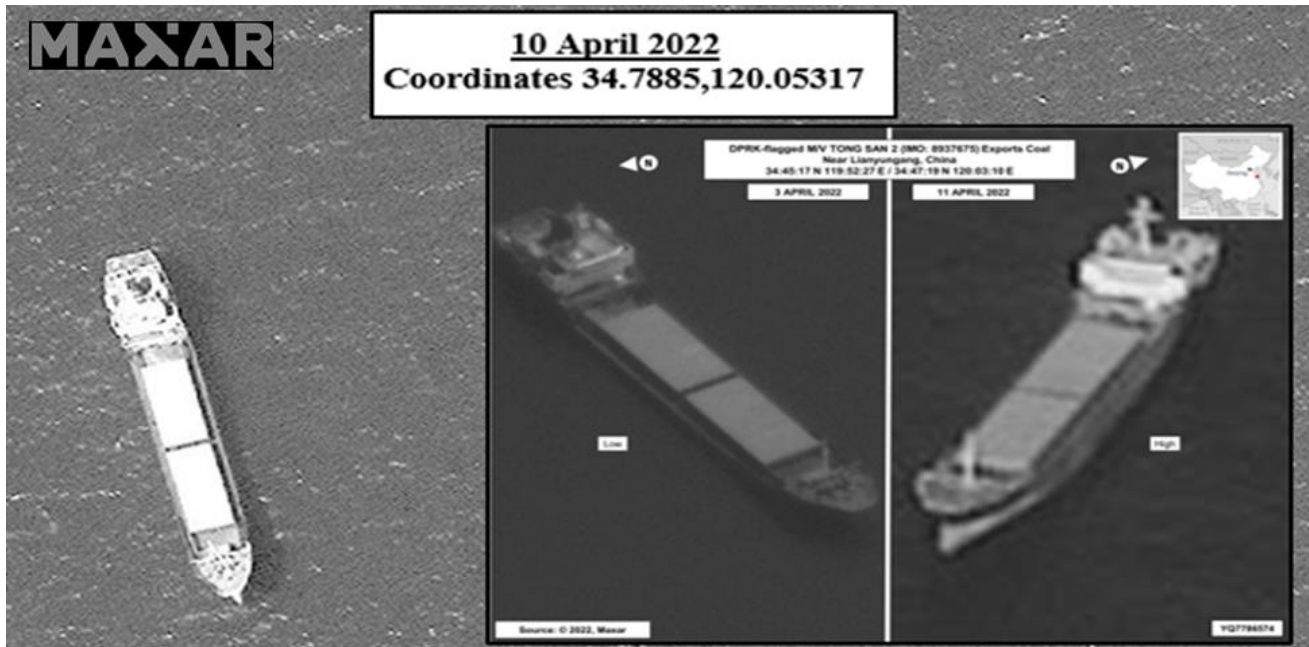 MAXAR
10 April 2022
Coordinates 34.7885,120.05317
DPRK-flagged M/V TONG SAN 2 (IMO: 8937675) Exports Coal
Near Lianyungang, China
34:45:17 N 119:52:27 E / 34:47:19 N 120:03:10 E
N
3 APRIL 2022
11 APRIL 2022
N
Low
High
Source: © 2022, Maxar
YQ7786574